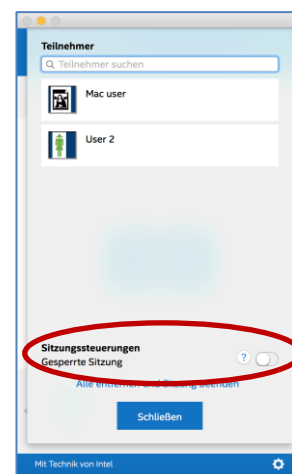 Teilnehmer
Teilnehmer suchen
Mac user
User 2
Sitzungssteuerungen
Gesperrte Sitzung
?
Alle entfernen und Sitzung beenden
Schließen
Mit Technik von Intel